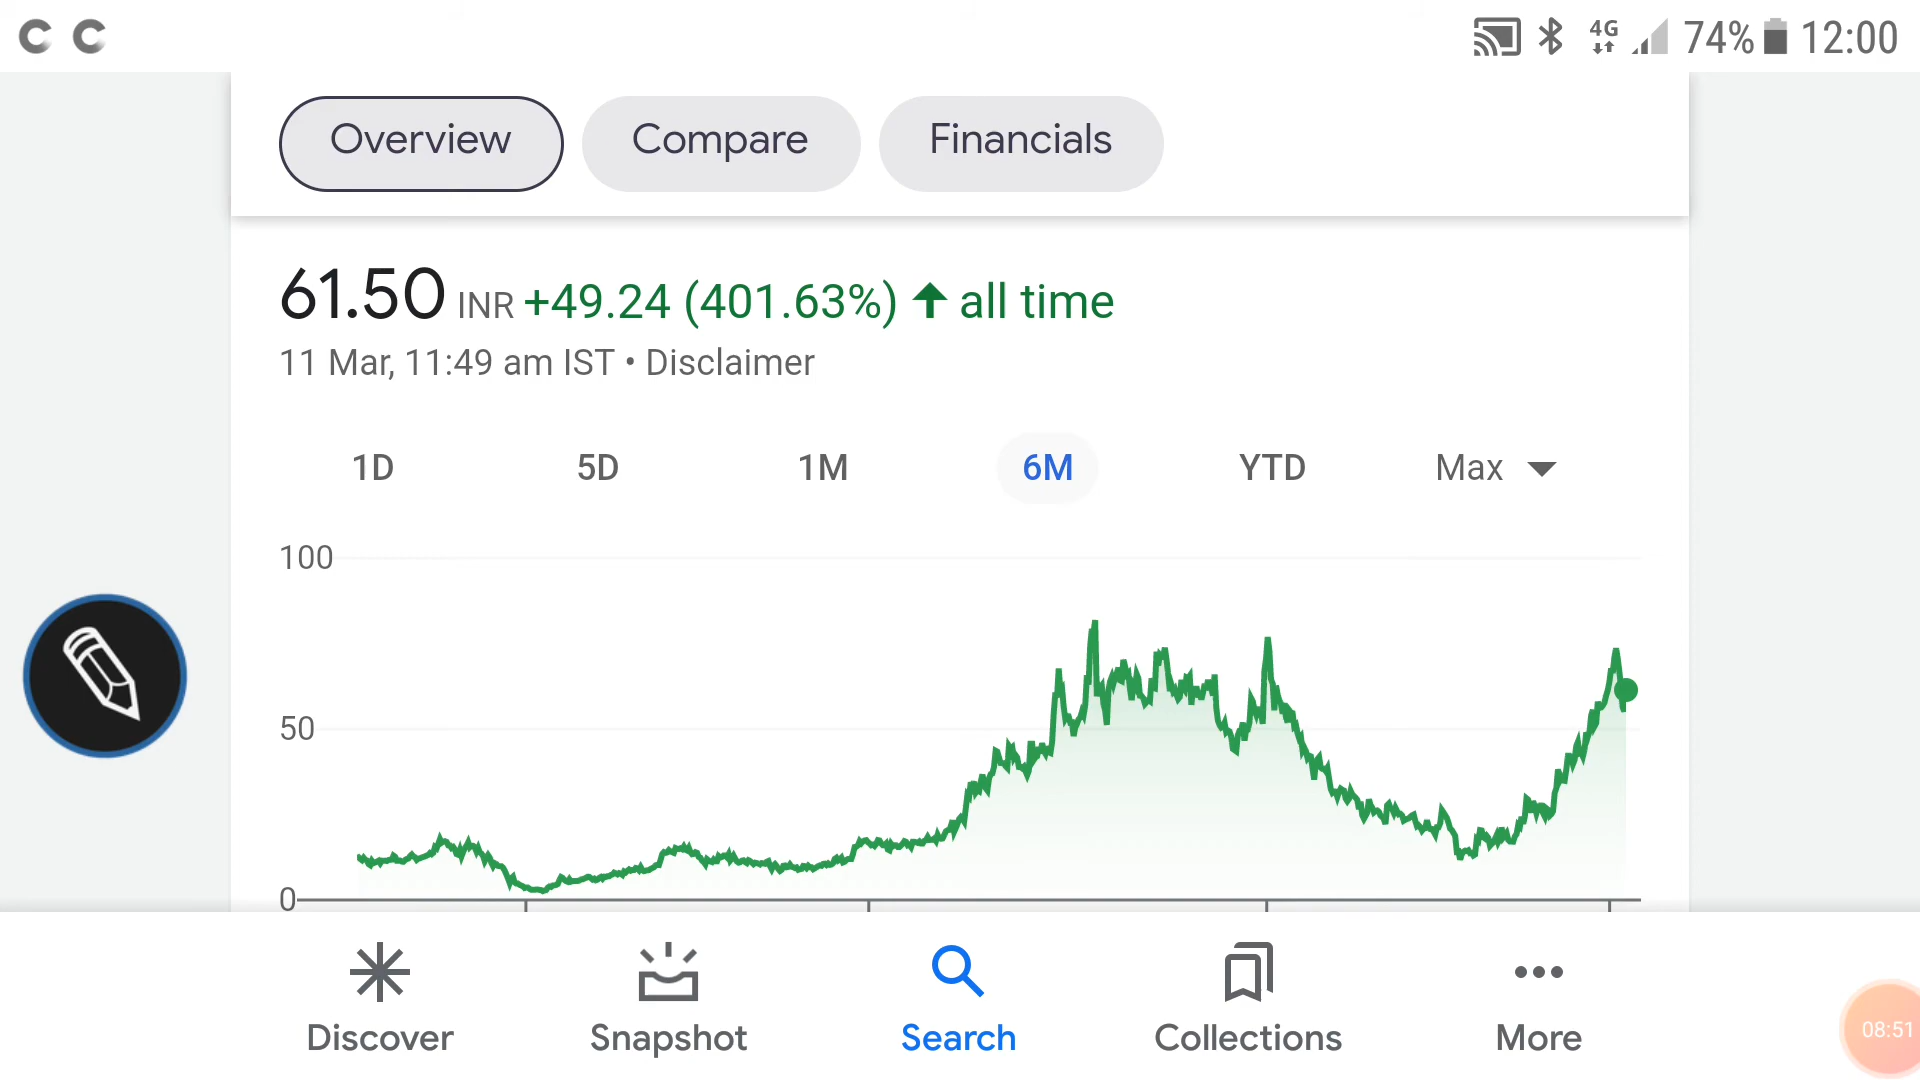 4G 74% 12:00
Overview Compare Financials
61.50 INR +49.24 (401.63%) all time
11 Mar, 11:49 am IST • Disclaimer
1D 5D 1M 6M YTD Max
100
50
0
Discover Snapshot Search Collections More
08:51